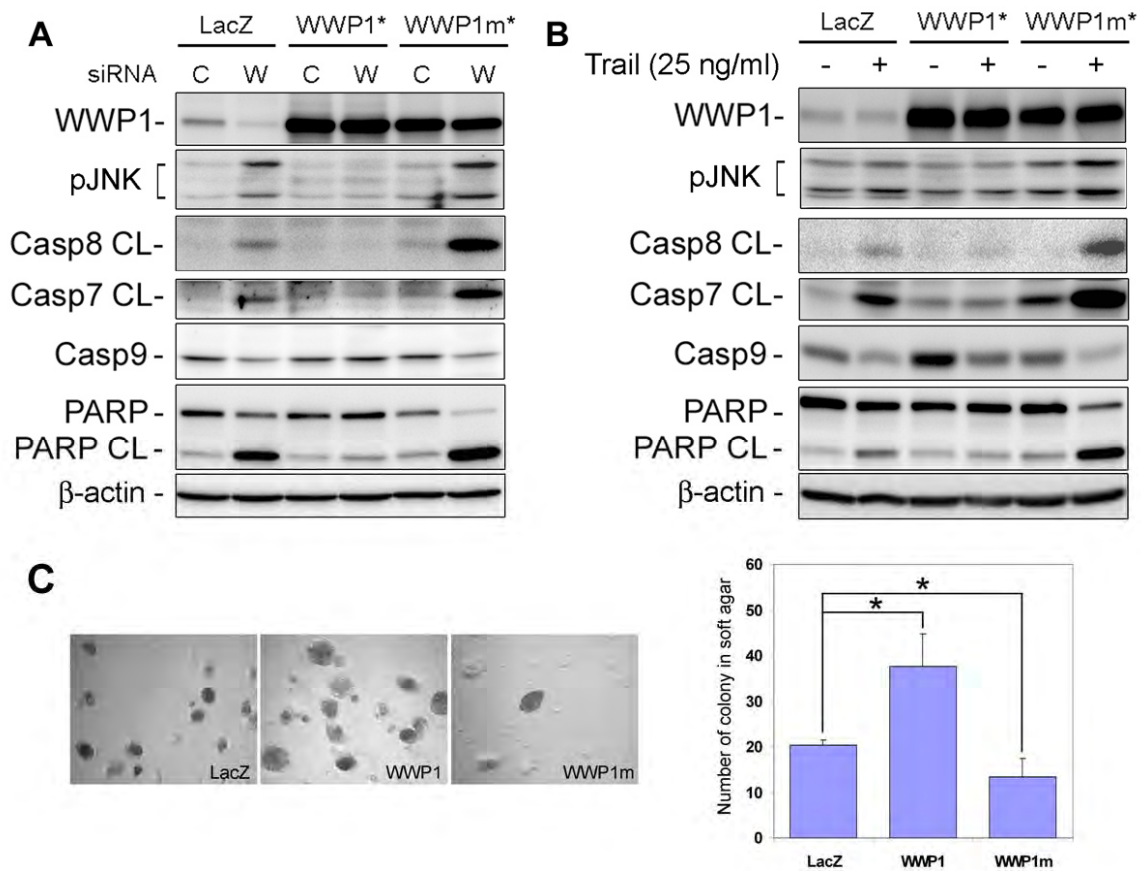 A
LacZ WWP1* WWP1m*
siRNA C W C W C W
WWP1-
pJNK
Casp8 CL-
Casp7 CL-
Casp9 -
PARP -
PARP CL -
β-actin -
B
LacZ WWP1* WWP1m*
Trail (25 ng/ml) - + - + - +
WWP1-
pJNK
Casp8 CL-
Casp7 CL-
Casp9 -
PARP -
PARP CL -
β-actin -
C
LacZ
WWP1
WWP1m
Number of colony in soft agar
60
50
40
30
20
10
0
*
*
LacZ WWP1 WWP1m